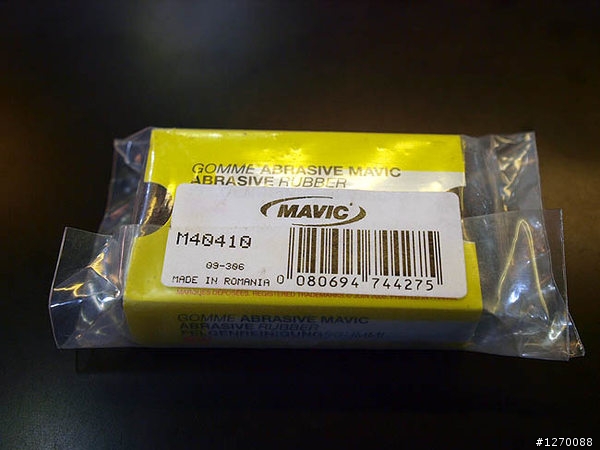 GOMME ABRASIVE MAVIC
ABRASIVE RUBBER
MAVIC
M40410
09-306
MADE IN ROMANIA
0 080694 744275
GOMME ABRASIVE MAVIC
ABRASIVE RUBBER
FELGENREINIGUNGSGUMMI
#1270088